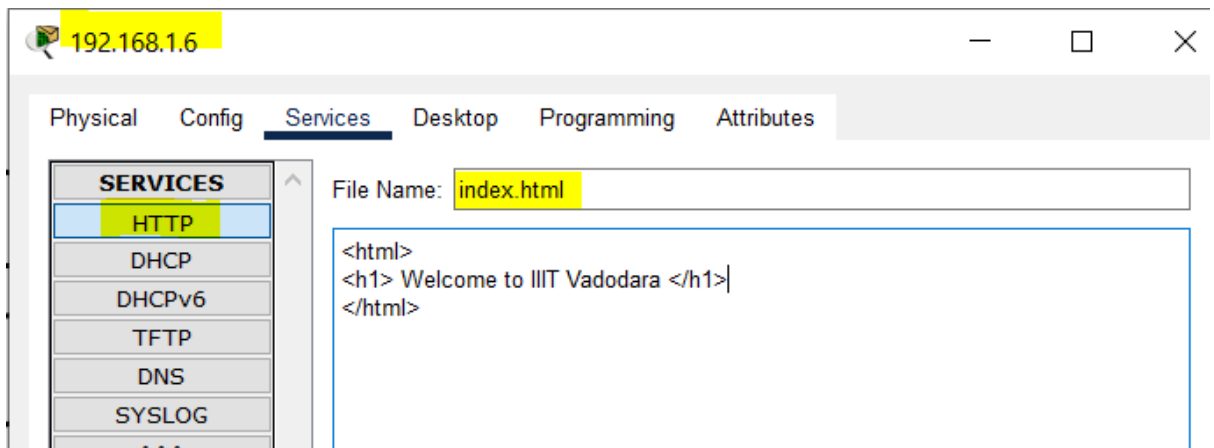 192.168.1.6
Physical Config Services Desktop Programming Attributes
SERVICES
HTTP
DHCP
DHCPv6
TFTP
DNS
SYSLOG
File Name: index.html
<html>
<h1> Welcome to IIIT Vadodara </h1>
</html>